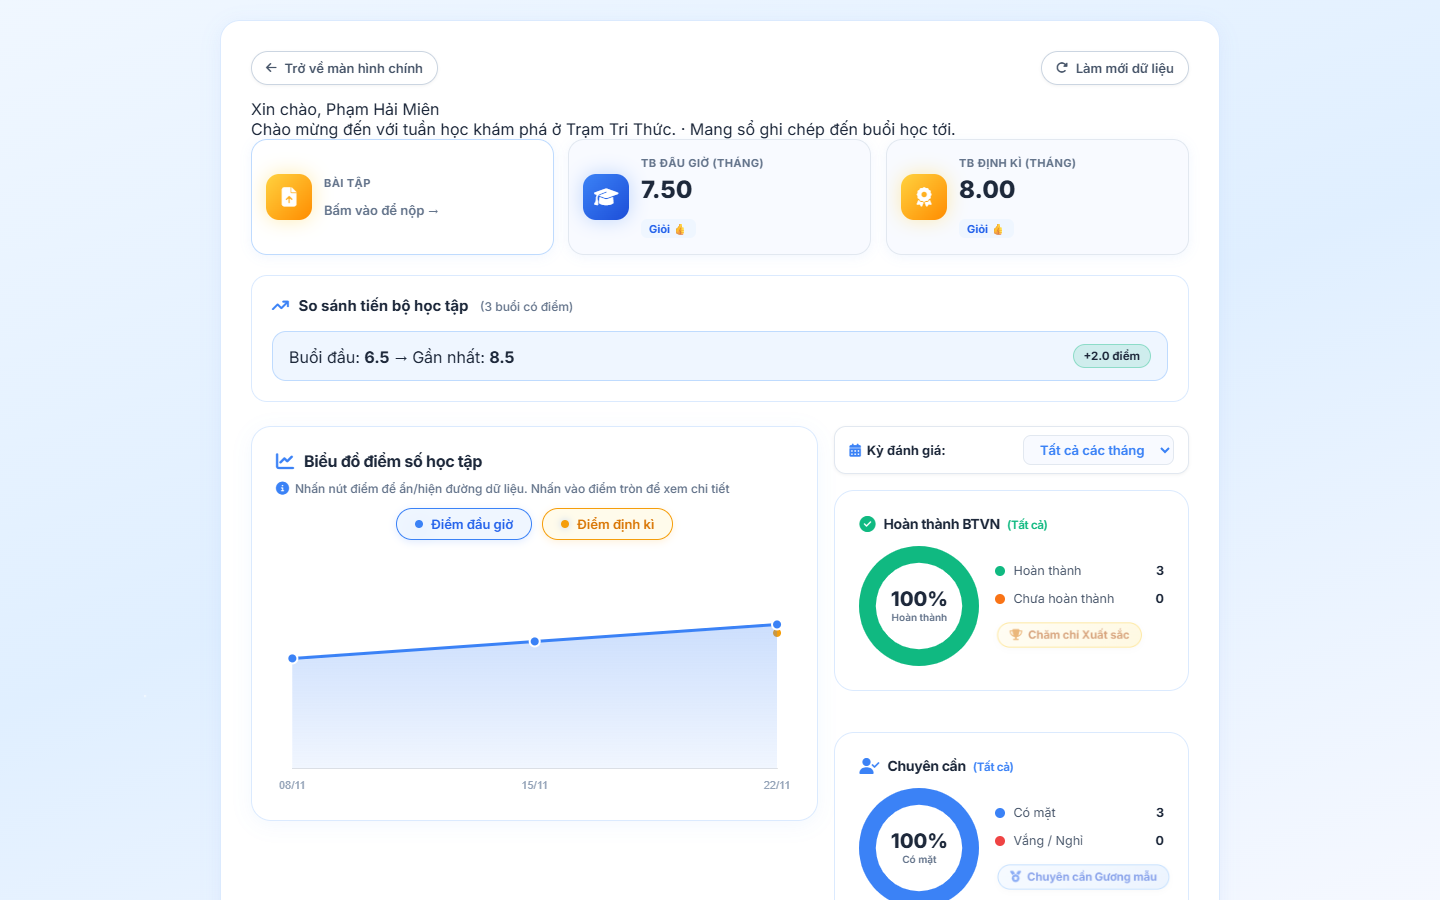 Trở về màn hình chính
Làm mới dữ liệu
Xin chào, Phạm Hải Miên
Chào mừng đến với tuần học khám phá ở Trạm Tri Thức. · Mang sổ ghi chép đến buổi học tới.
BÀI TẬP
Bấm vào để nộp →
TB ĐẦU GIỜ (THÁNG)
7.50
Giỏi 👍
TB ĐỊNH KÌ (THÁNG)
8.00
Giỏi 👍
So sánh tiến bộ học tập (3 buổi có điểm)
Buổi đầu: 6.5 → Gần nhất: 8.5
+2.0 điểm
Biểu đồ điểm số học tập
Nhấn nút điểm để ẩn/hiện đường dữ liệu. Nhấn vào điểm tròn để xem chi tiết
Điểm đầu giờ
Điểm định kì
08/11
15/11
22/11
Kỳ đánh giá:
Tất cả các tháng
Hoàn thành BTVN (Tất cả)
100%
Hoàn thành
Hoàn thành 3
Chưa hoàn thành 0
Chăm chỉ Xuất sắc
Chuyên cần (Tất cả)
100%
Có mặt
Có mặt 3
Vắng / Nghỉ 0
Chuyên cần Gương mẫu